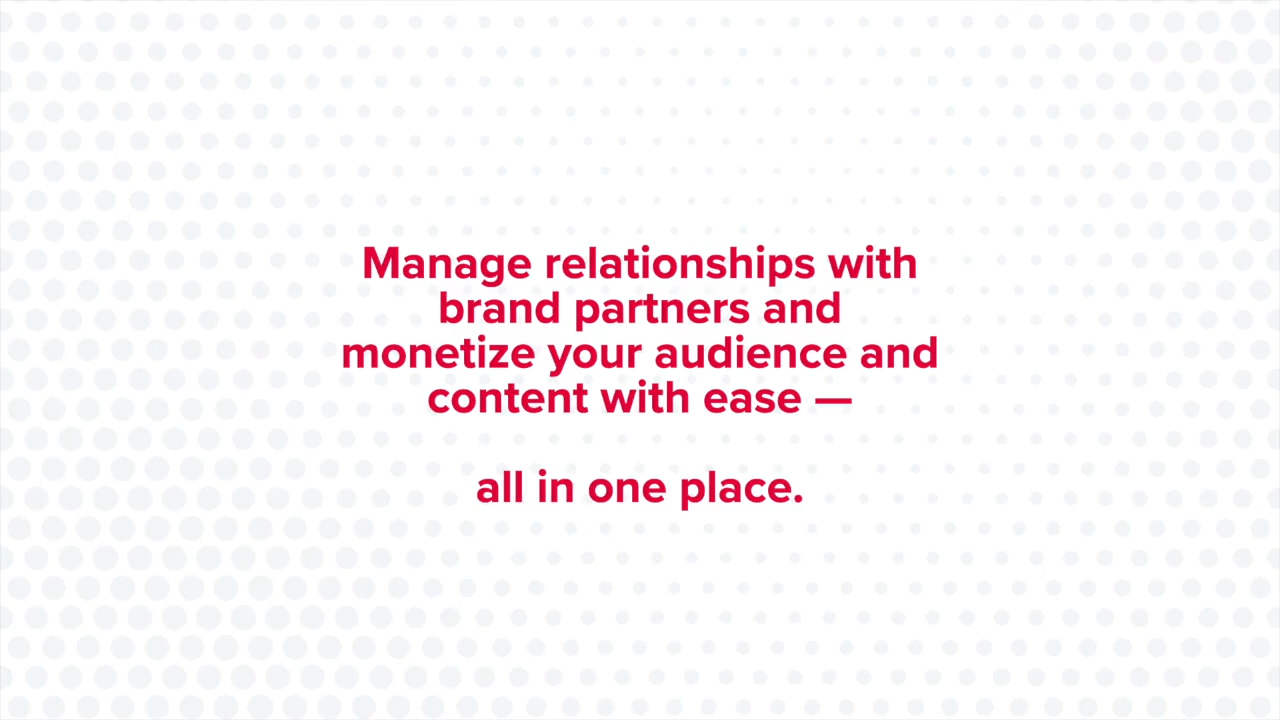 Manage relationships with
brand partners and
monetize your audience and
content with ease —
all in one place.